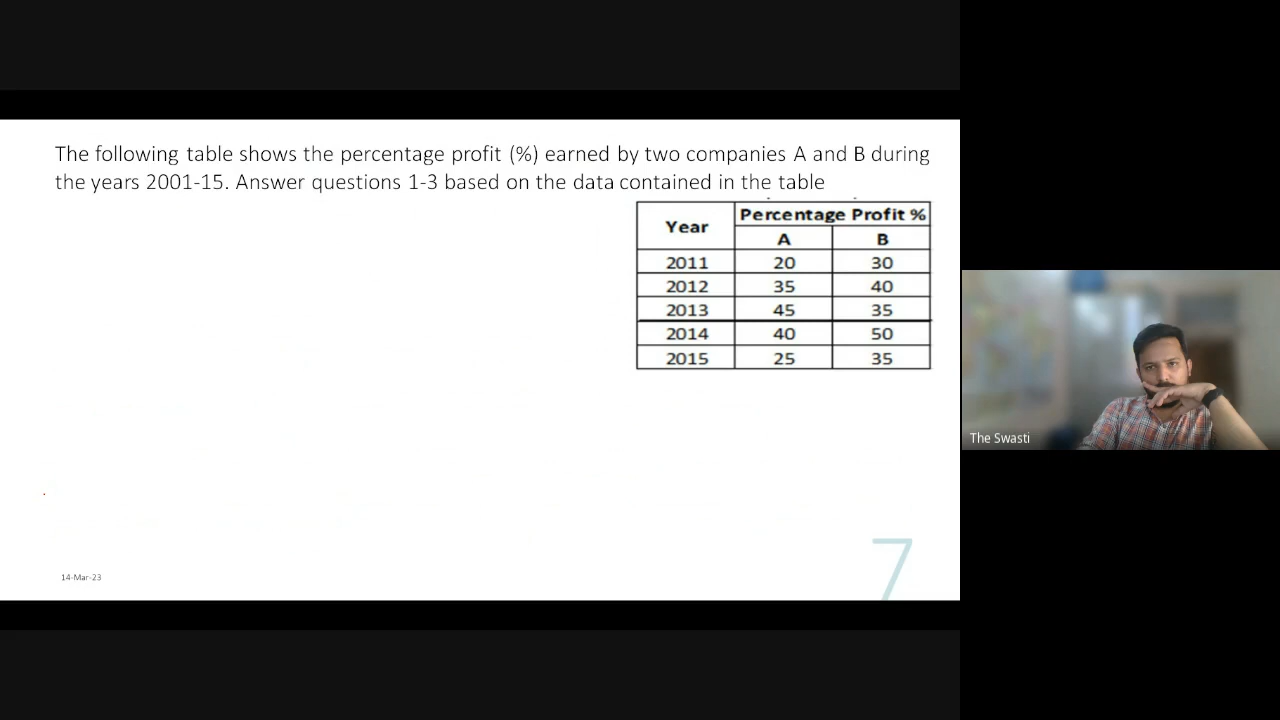 The following table shows the percentage profit (%) earned by two companies A and B during
the years 2001-15. Answer questions 1-3 based on the data contained in the table
Year Percentage Profit %
A B
2011 20 30
2012 35 40
2013 45 35
2014 40 50
2015 25 35
The Swasti
7
14-Mar-23